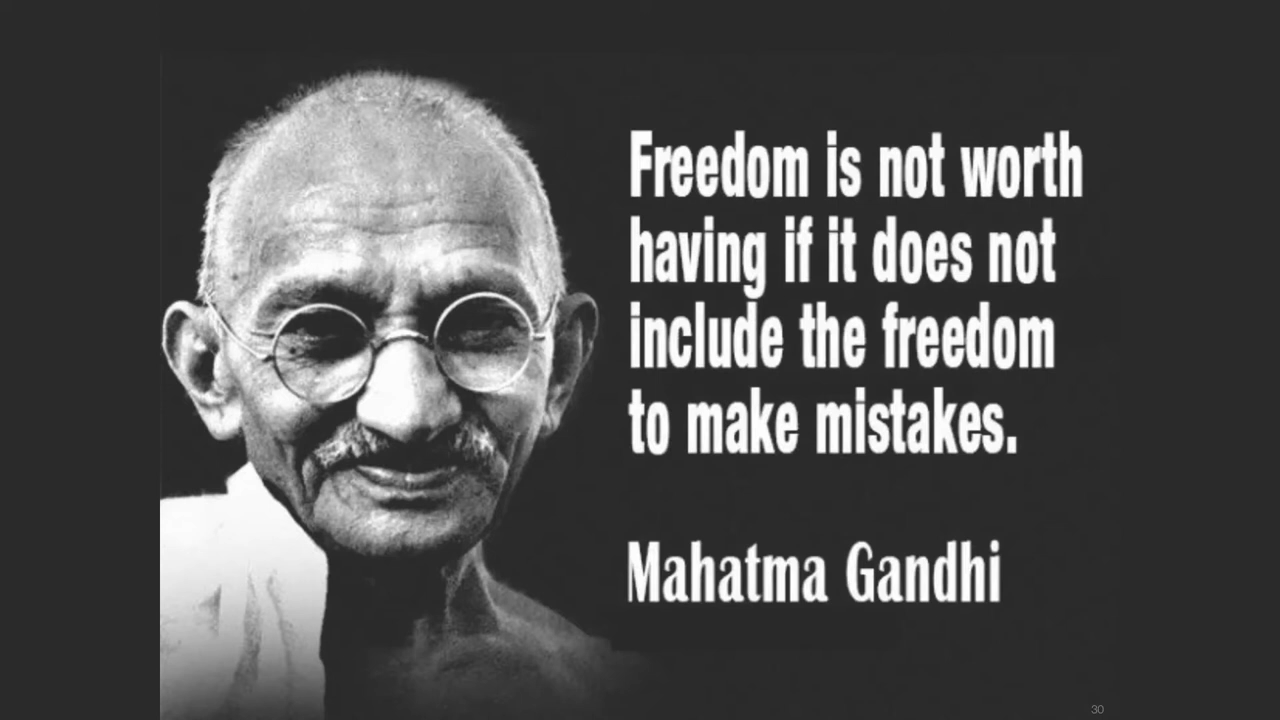 Freedom is not worth
having if it does not
include the freedom
to make mistakes.
Mahatma Gandhi
30